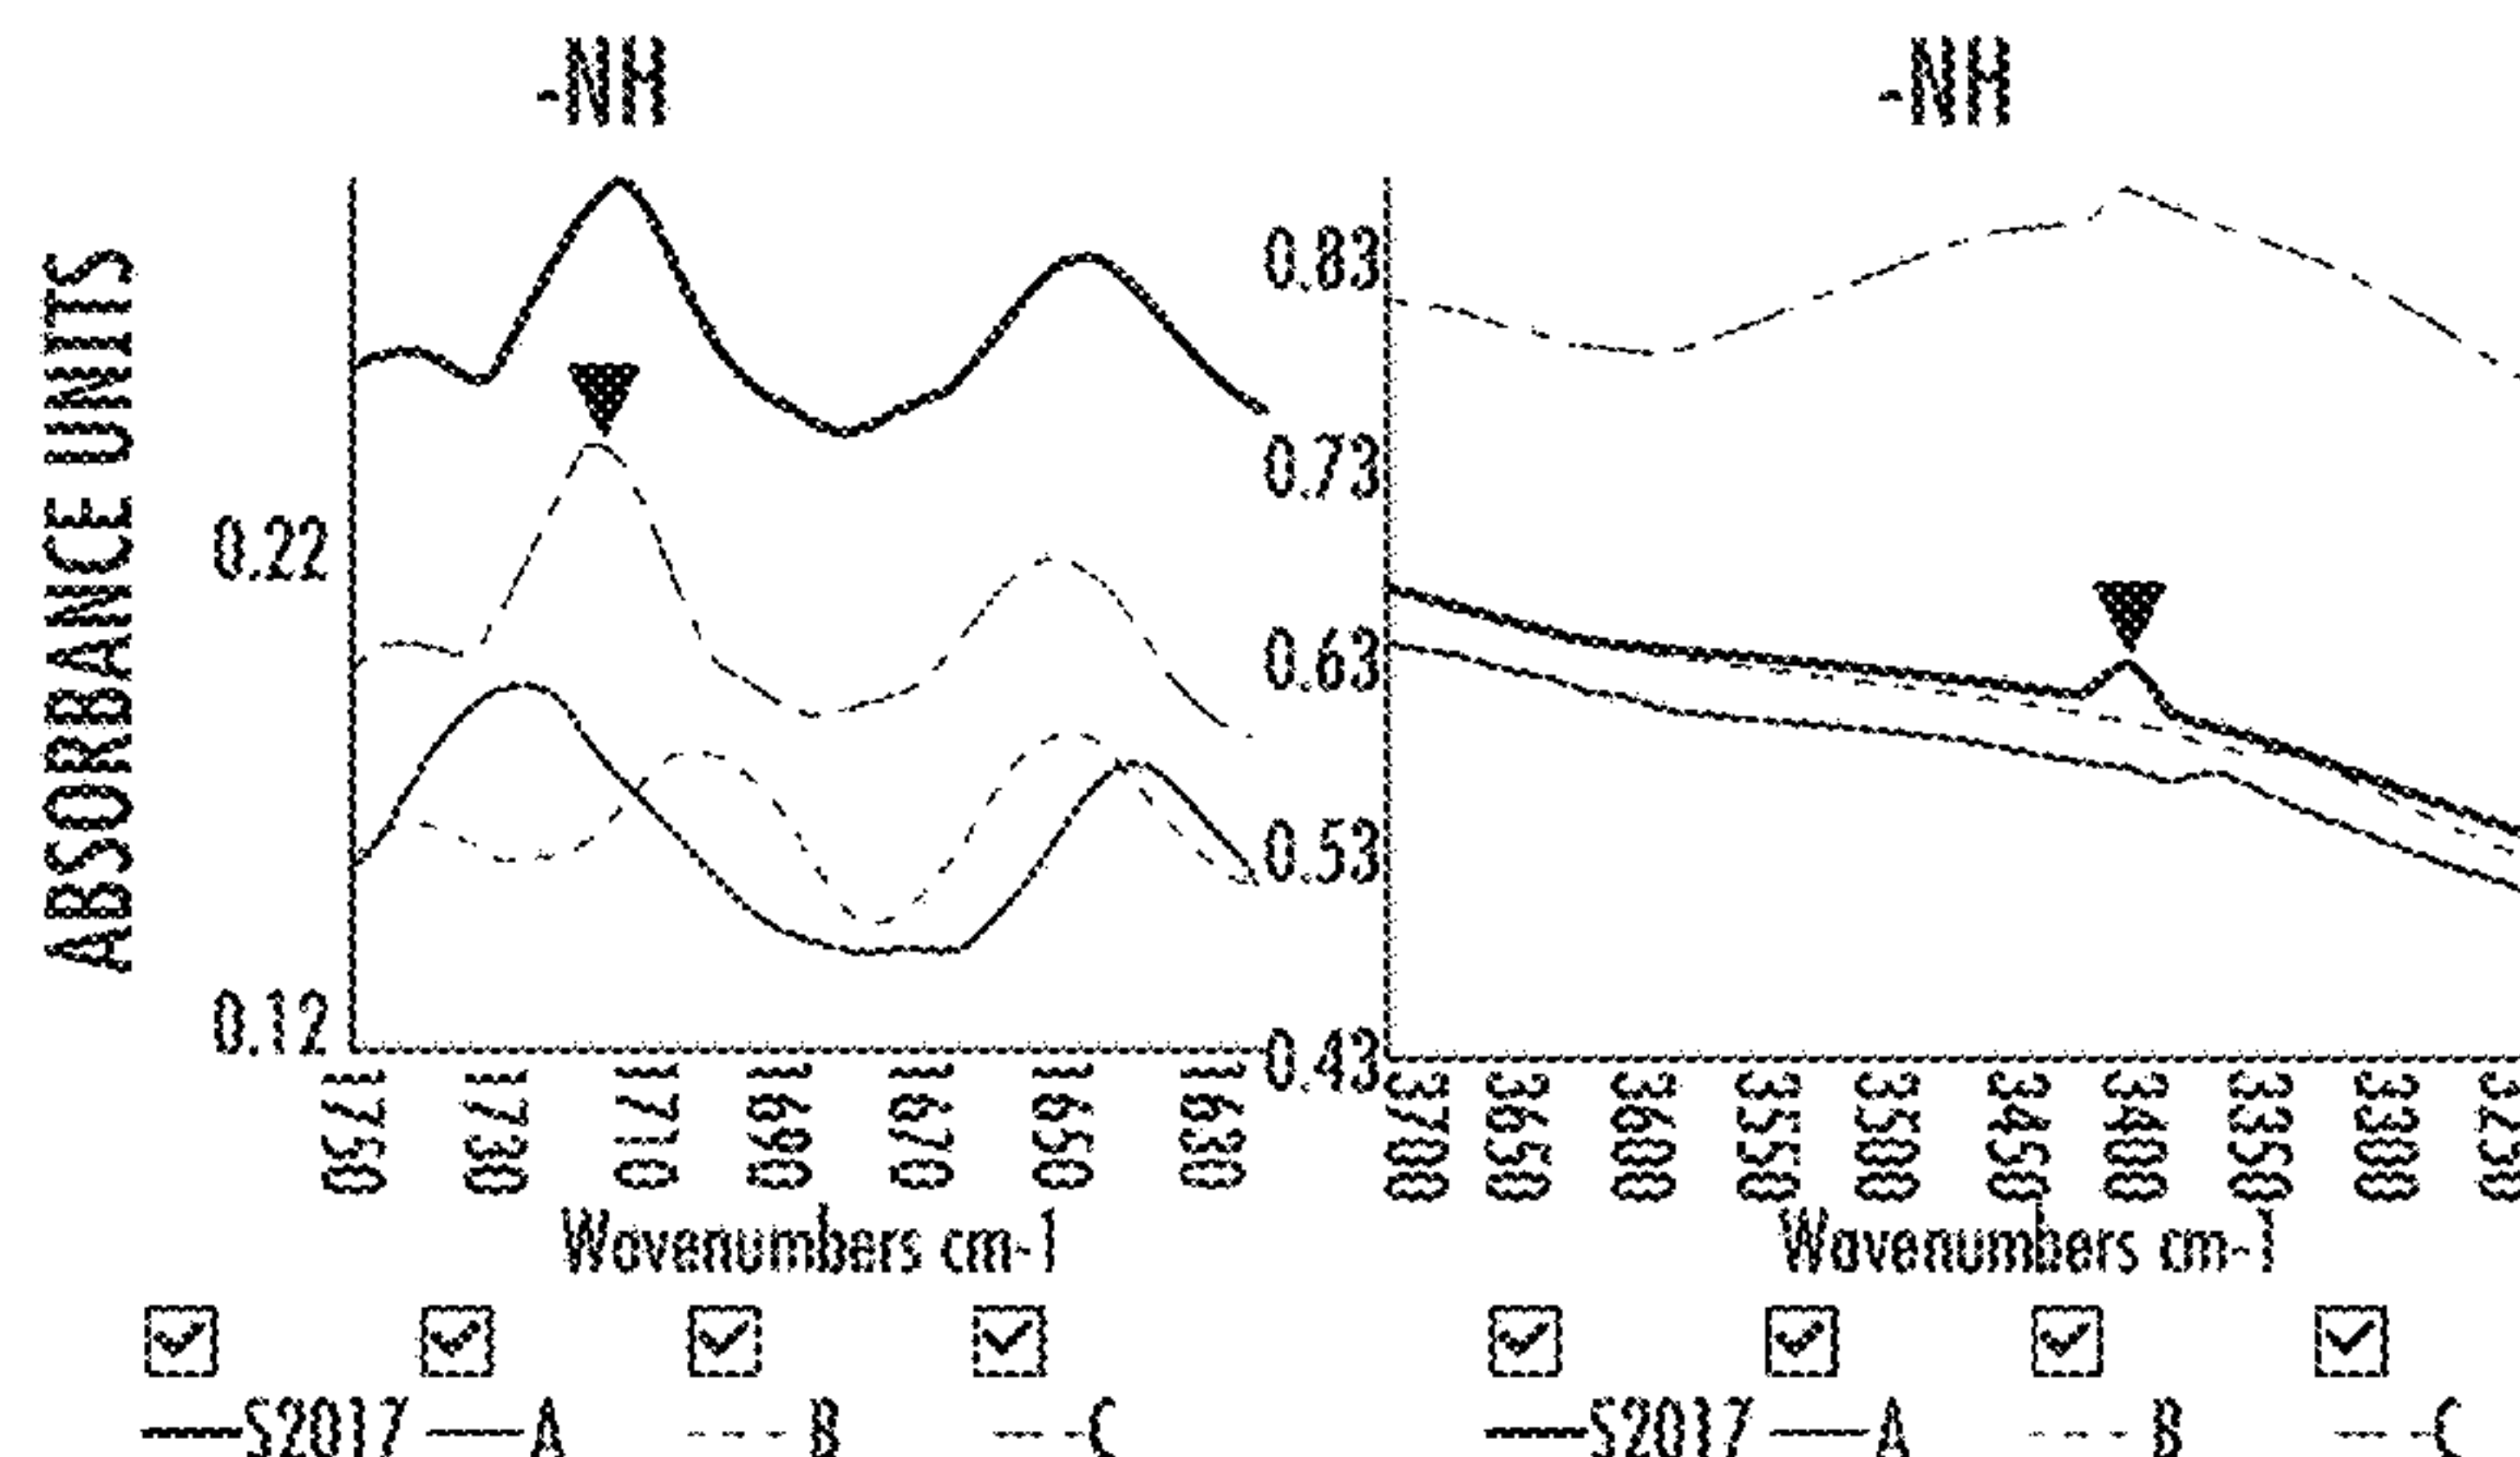 -NH
ABSORBANCE UNITS
0.22
0.12
1750 1730 1710 1690 1670 1650 1630
Wavenumbers cm-1
S2017 A B C
-NH
0.83
0.73
0.63
0.53
0.43
3700 3650 3600 3550 3500 3450 3400 3350 3300 3250
Wavenumbers cm-1
S2017 A B C